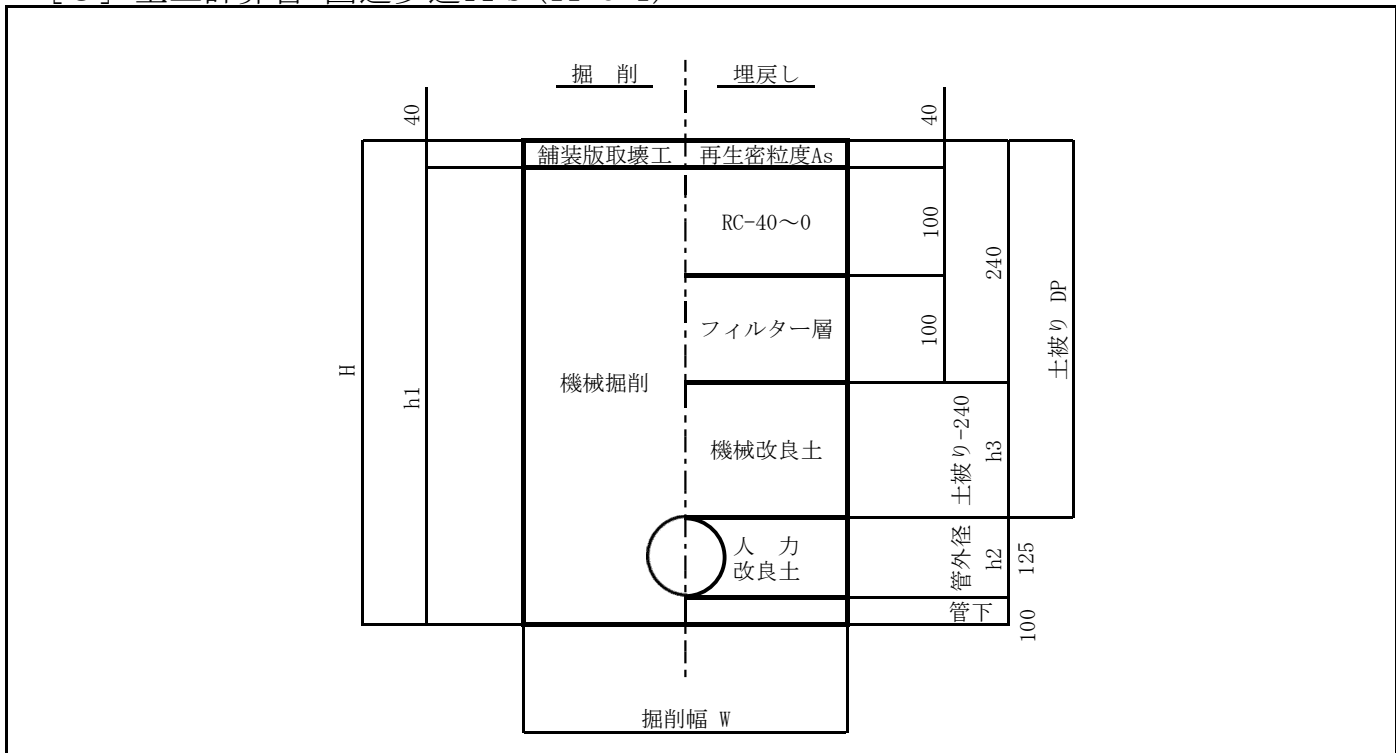 掘 削
埋戻し
40
40
舗装版取壊工
再生密粒度As
RC-40～0
100
240
フィルター層
100
土被り DP
H
h1
機械掘削
機械改良土
土被り-240
h3
人 力
改良土
管外径
h2
125
管下
100
掘削幅 W